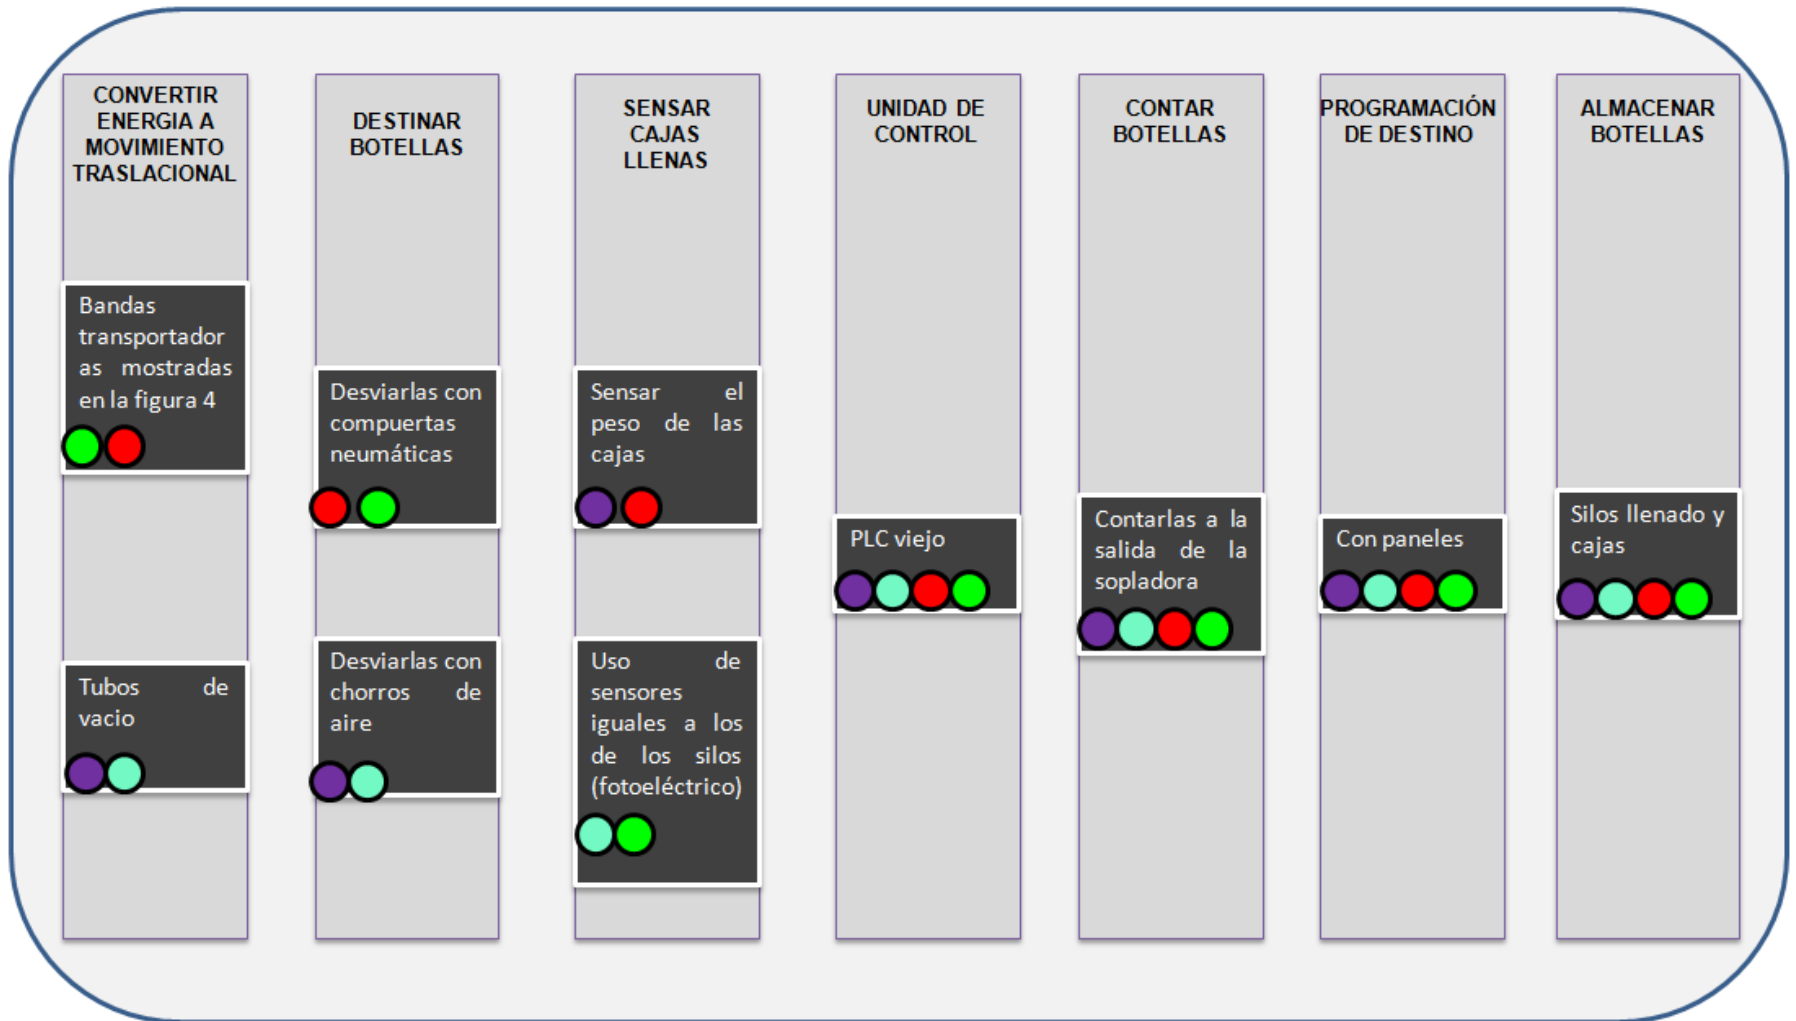 CONVERTIR
ENERGIA A
MOVIMIENTO
TRASLACIONAL
Bandas
transportador
as mostradas
en la figura 4
Tubos de
vacio
DESTINAR
BOTELLAS
Desviarlas con
compuertas
neumáticas
Desviarlas con
chorros de
aire
SENSAR
CAJAS
LLENAS
Sensar el
peso de las
cajas
Uso de
sensores
iguales a los
de los silos
(fotoeléctrico)
UNIDAD DE
CONTROL
PLC viejo
CONTAR
BOTELLAS
Contarlas a la
salida de la
sopladora
PROGRAMACIÓN
DE DESTINO
Con paneles
ALMACENAR
BOTELLAS
Silos llenado y
cajas